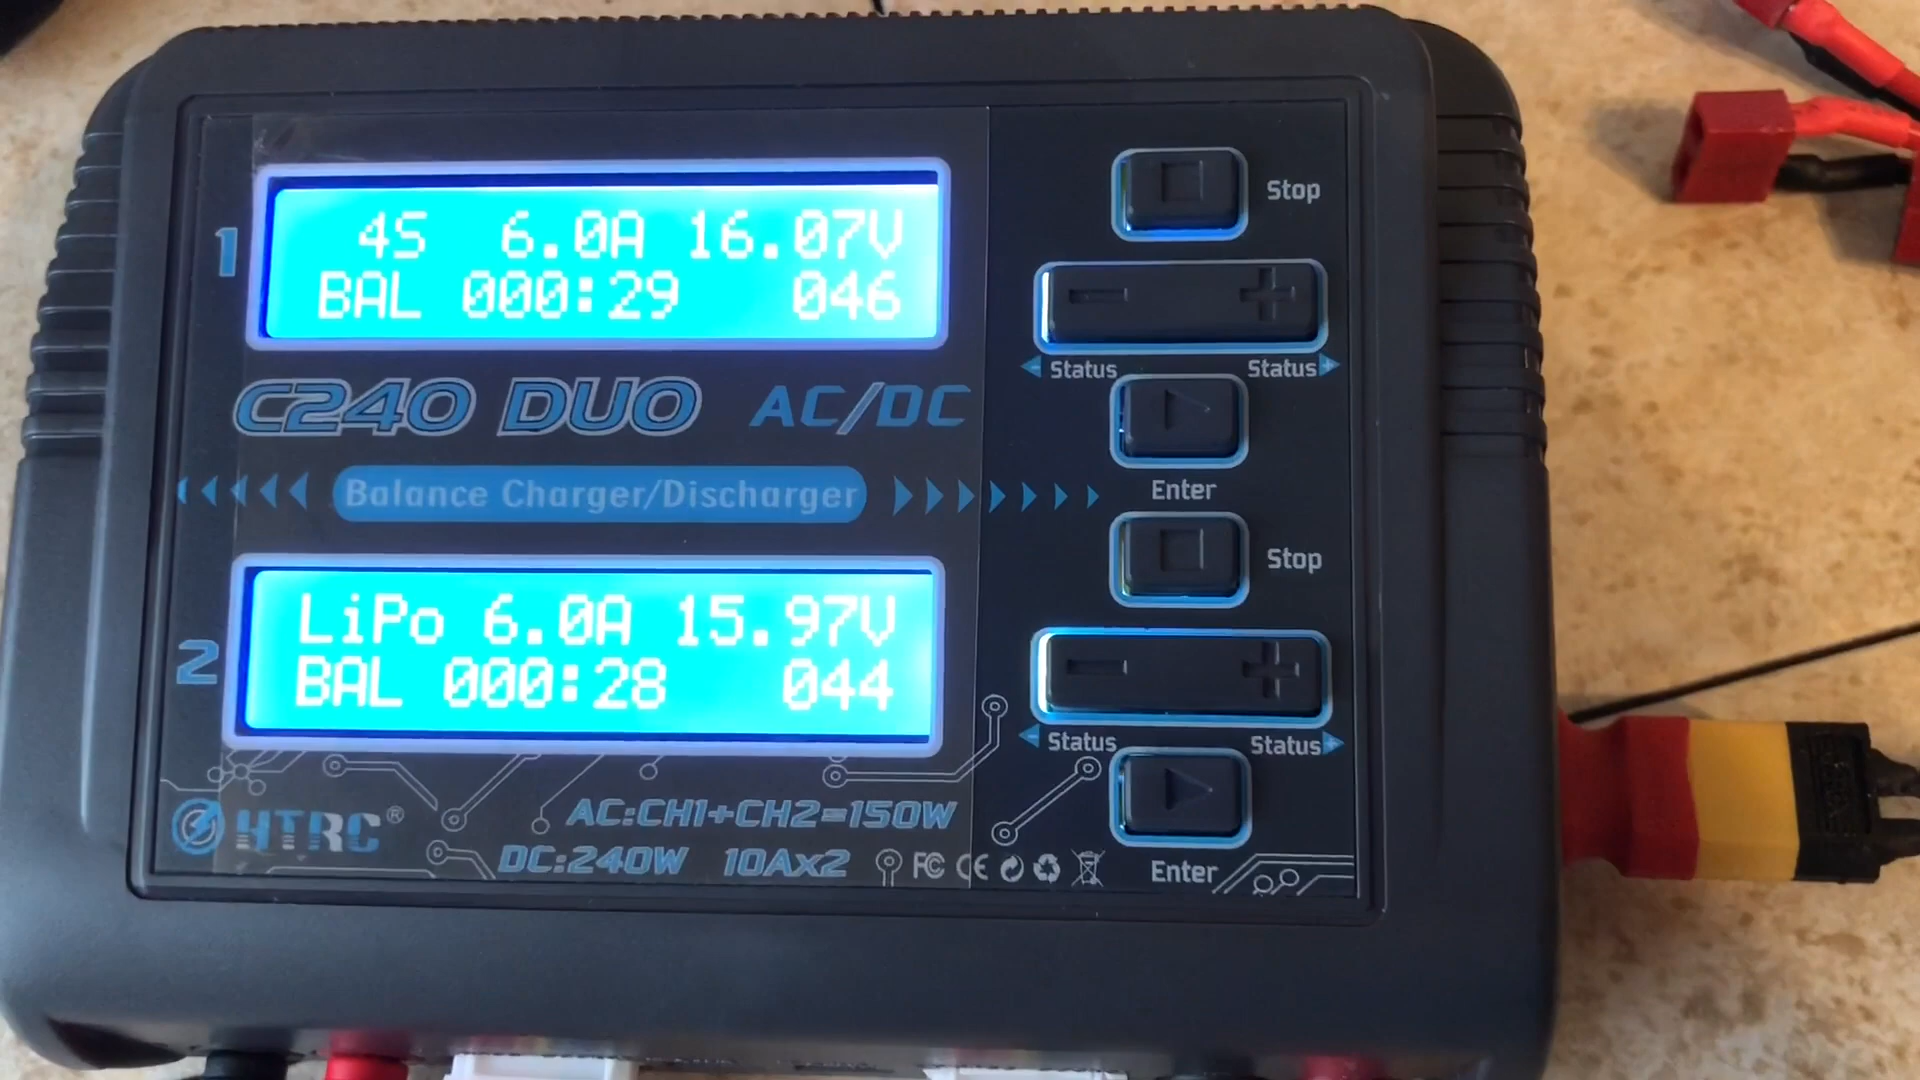 1
4S 6.0A 16.07V
BAL 000:29 046
Stop
Status
Status
C240 DUO AC/DC
Balance Charger/Discharger
Enter
2
LiPo 6.0A 15.97V
BAL 000:28 044
Stop
Status
Status
HTRC®
AC:CH1+CH2=150W
DC:240W 10Ax2
FC CE
Enter